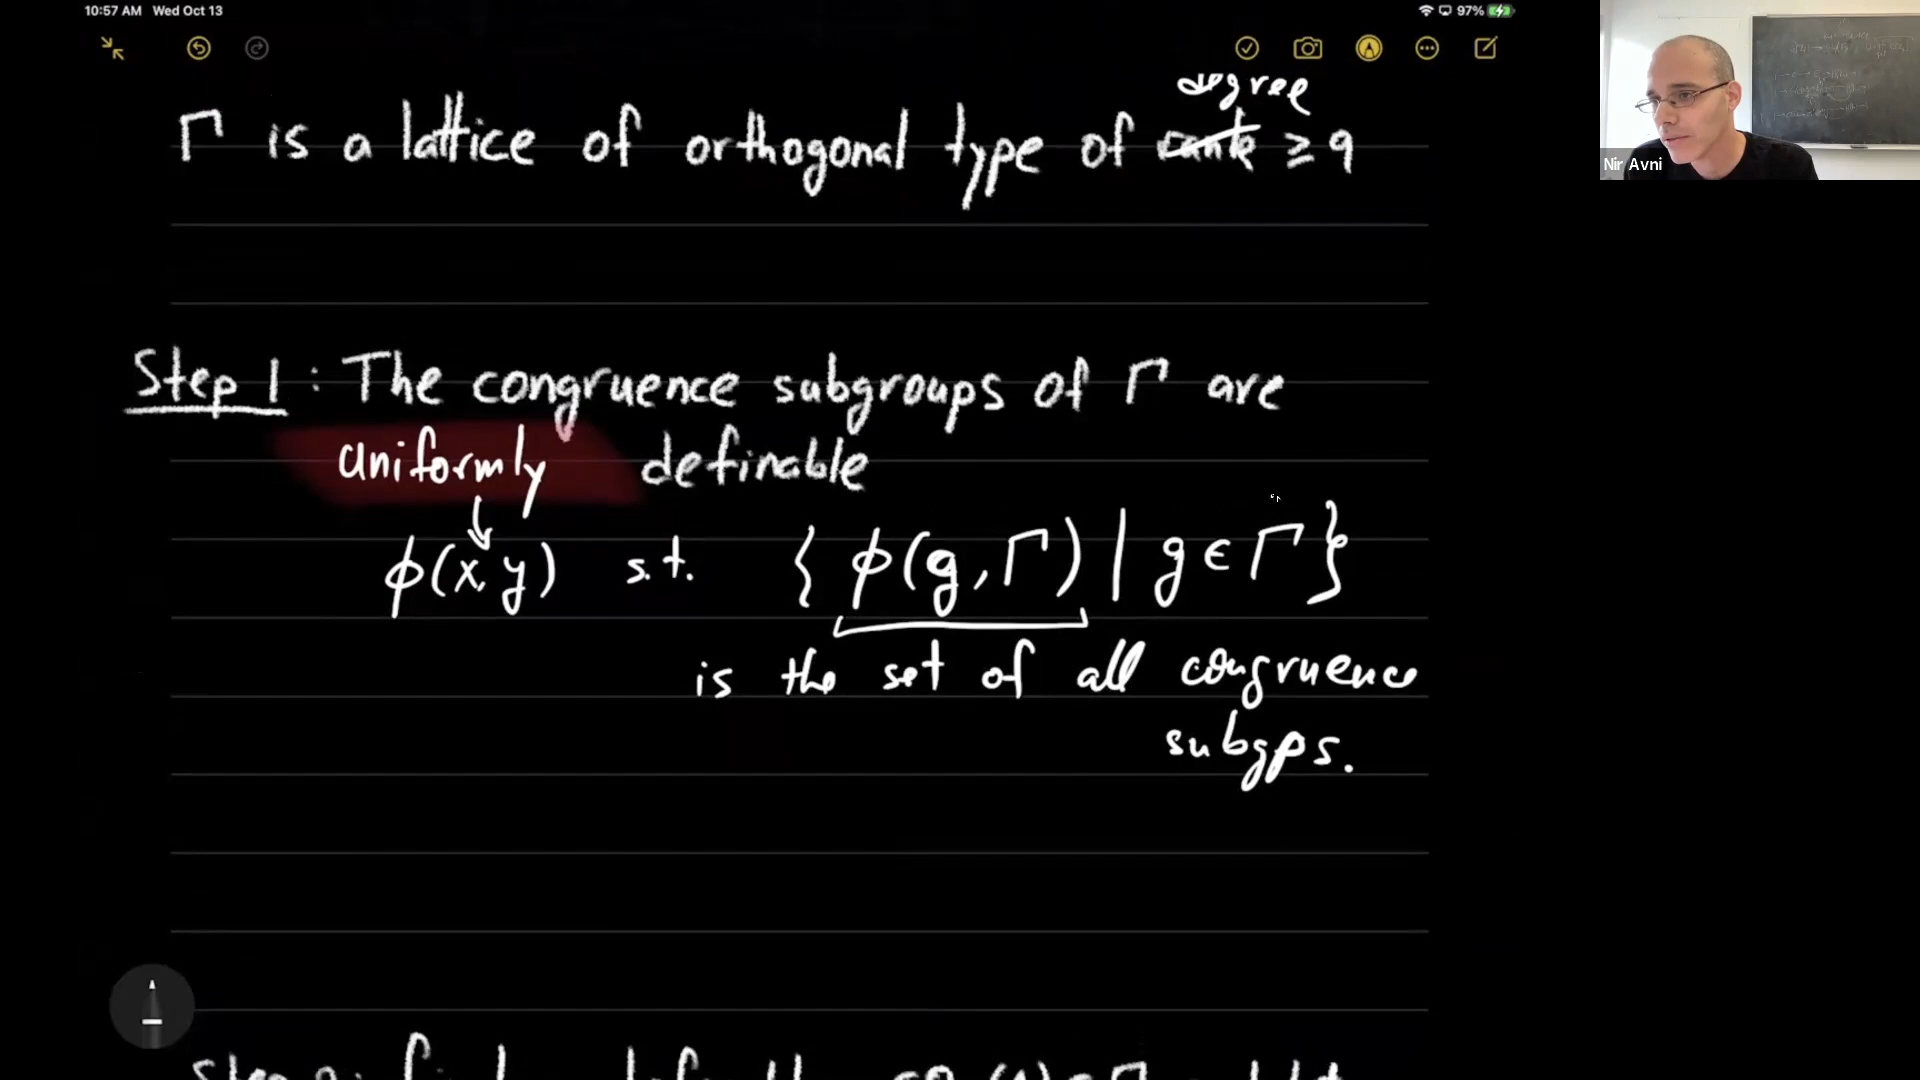 10:57 AM Wed Oct 13
97%
Nir Avni
degree
Γ is a lattice of orthogonal type of rank ≥ 9
Step 1: The congruence subgroups of Γ are
uniformly definable
ϕ(x,y) s.t. { ϕ(g,Γ) | g ∈ Γ }
is the set of all congruence
subgps.